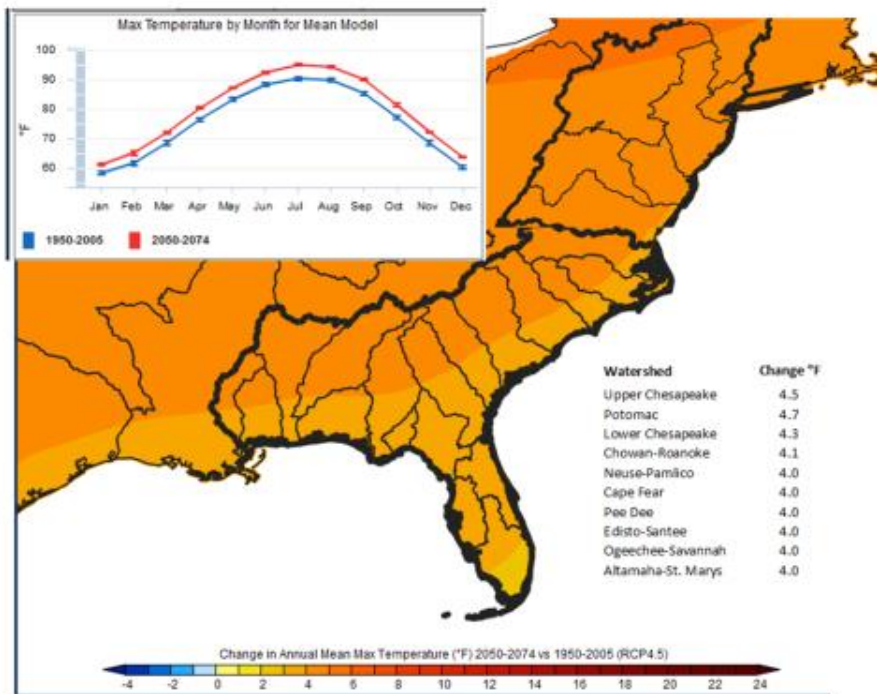 Max Temperature by Month for Mean Model
100
90
80
70
60
°F
Jan Feb Mar Apr May Jun Jul Aug Sep Oct Nov Dec
1950-2005 2050-2074
Watershed Change °F
Upper Chesapeake 4.5
Potomac 4.7
Lower Chesapeake 4.3
Chowan-Roanoke 4.1
Neuse-Pamlico 4.0
Cape Fear 4.0
Pee Dee 4.0
Edisto-Santee 4.0
Ogeechee-Savannah 4.0
Altamaha-St. Marys 4.0
Change in Annual Mean Max Temperature (°F) 2050-2074 vs 1950-2005 (RCP4.5)
-4 -2 0 2 4 6 8 10 12 14 16 18 20 22 24